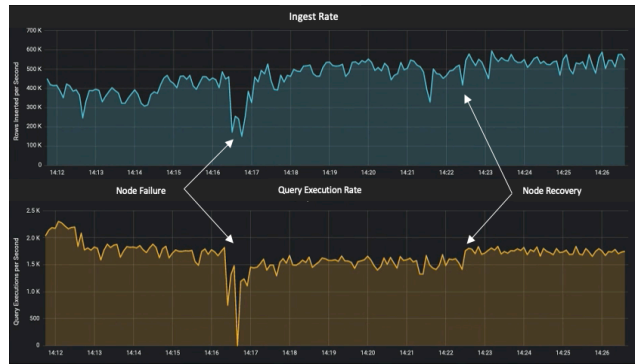 Ingest Rate
Rows Inserted per Second
700 K
600 K
500 K
400 K
300 K
200 K
100 K
0
14:12 14:13 14:14 14:15 14:16 14:17 14:18 14:19 14:20 14:21 14:22 14:23 14:24 14:25 14:26
Node Failure Query Execution Rate Node Recovery
Query Executions per Second
2.5 K
2.0 K
1.5 K
1.0 K
500
0
14:12 14:13 14:14 14:15 14:16 14:17 14:18 14:19 14:20 14:21 14:22 14:23 14:24 14:25 14:26